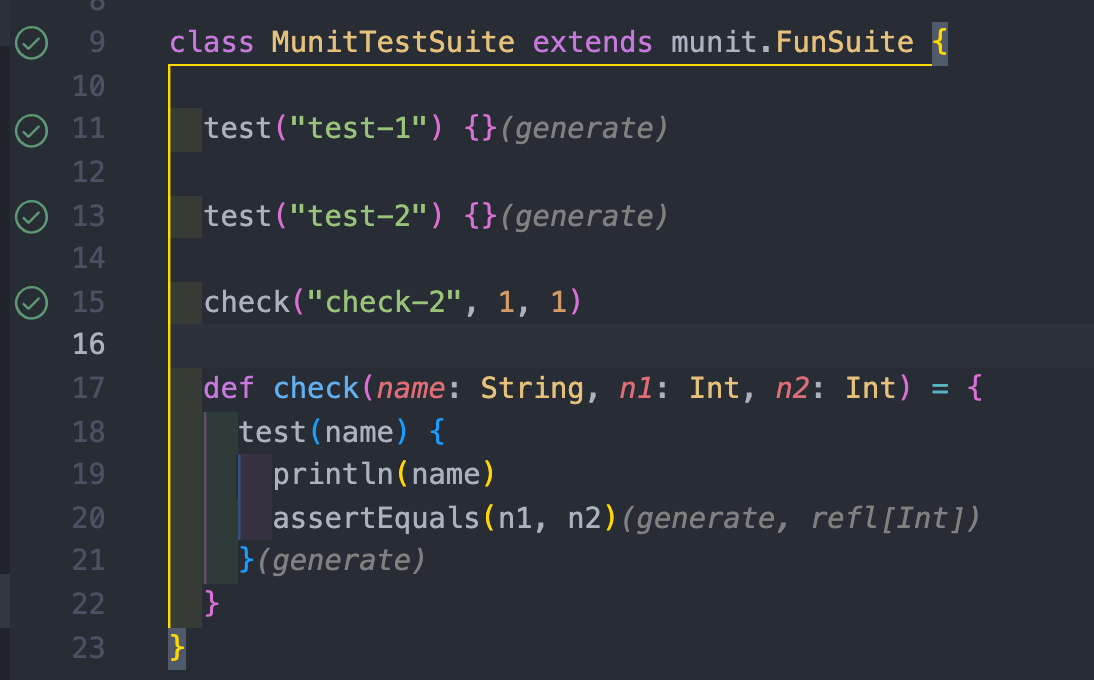 8
9 class MunitTestSuite extends munit.FunSuite {
10
11 test("test-1") {}(generate)
12
13 test("test-2") {}(generate)
14
15 check("check-2", 1, 1)
16
17 def check(name: String, n1: Int, n2: Int) = {
18 test(name) {
19 println(name)
20 assertEquals(n1, n2)(generate, refl[Int])
21 }(generate)
22 }
23 }